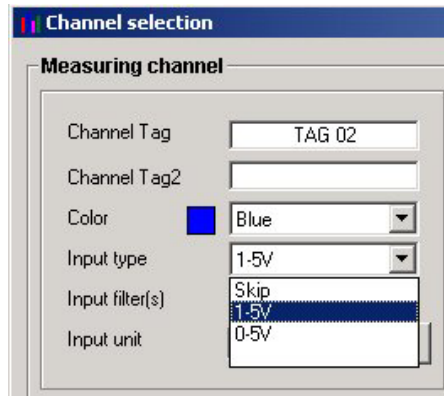 Channel selection
Measuring channel
Channel Tag TAG 02
Channel Tag2
Color Blue
Input type 1-5V
Input filter(s) Skip
1-5V
Input unit 0-5V